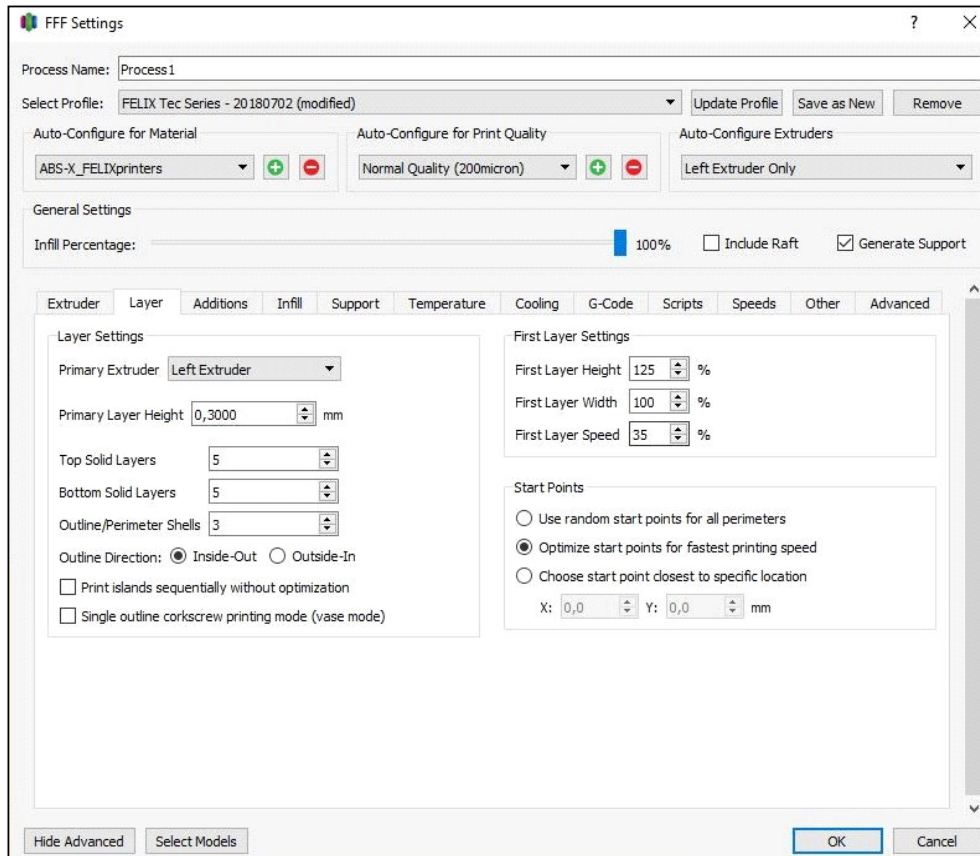 FFF Settings ? X
Process Name: Process1
Select Profile: FELIX Tec Series - 20180702 (modified) Update Profile Save as New Remove
Auto-Configure for Material Auto-Configure for Print Quality Auto-Configure Extruders
ABS-X_FELIXprinters Normal Quality (200micron) Left Extruder Only
General Settings
Infill Percentage: 100% Include Raft Generate Support
Extruder Layer Additions Infill Support Temperature Cooling G-Code Scripts Speeds Other Advanced
Layer Settings
Primary Extruder Left Extruder
Primary Layer Height 0,3000 mm
Top Solid Layers 5
Bottom Solid Layers 5
Outline/Perimeter Shells 3
Outline Direction: Inside-Out Outside-In
Print islands sequentially without optimization
Single outline corkscrew printing mode (vase mode)
First Layer Settings
First Layer Height 125 %
First Layer Width 100 %
First Layer Speed 35 %
Start Points
Use random start points for all perimeters
Optimize start points for fastest printing speed
Choose start point closest to specific location
X: 0,0 Y: 0,0 mm
Hide Advanced Select Models OK Cancel